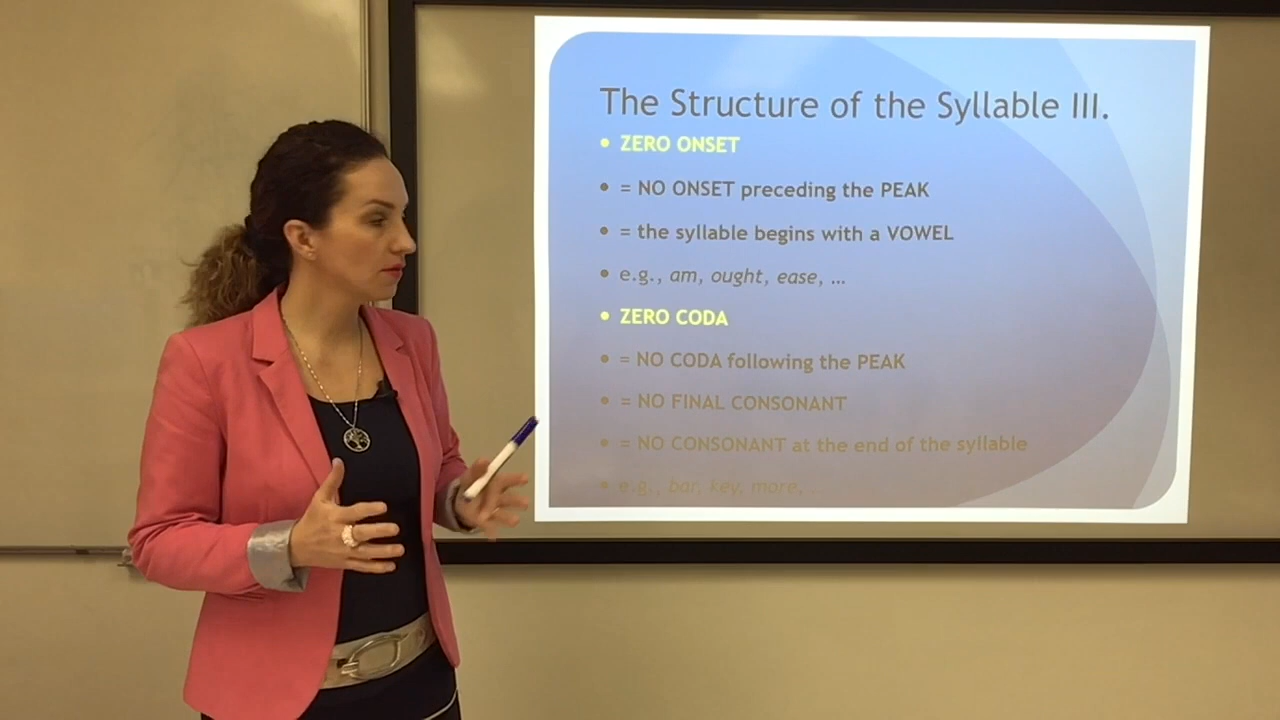 The Structure of the Syllable III.
• ZERO ONSET
• = NO ONSET preceding the PEAK
• = the syllable begins with a VOWEL
• e.g., am, ought, ease, …
• ZERO CODA
• = NO CODA following the PEAK
• = NO FINAL CONSONANT
• = NO CONSONANT at the end of the syllable
• e.g., bar, key, more, .